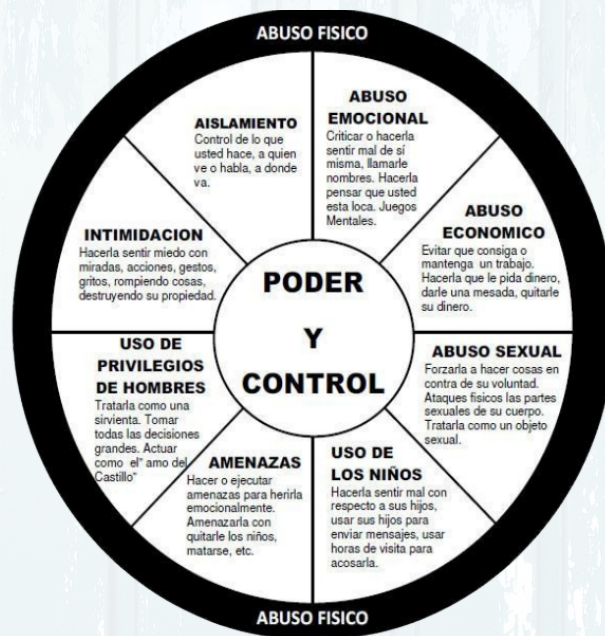 ABUSO FISICO
ABUSO
EMOCIONAL
Criticar o hacerla
sentir mal de sí
misma, llamarle
nombres. Hacerla
pensar que usted
esta loca. Juegos
Mentales.
ABUSO
ECONOMICO
Evitar que consiga o
mantenga un trabajo.
Hacerla que le pida dinero,
darle una mesada, quitarle
su dinero.
ABUSO SEXUAL
Forzarla a hacer cosas en
contra de su voluntad.
Ataques fisicos las partes
sexuales de su cuerpo.
Tratarla como un objeto
sexual.
USO DE
LOS NIÑOS
Hacerla sentir mal con
respecto a sus hijos,
usar sus hijos para
enviar mensajes, usar
horas de visita para
acosarla.
AMENAZAS
Hacer o ejecutar
amenazas para herirla
emocionalmente.
Amenazarla con
quitarle los niños,
matarse, etc.
USO DE
PRIVILEGIOS
DE HOMBRES
Tratarla como una
sirvienta. Tomar
todas las decisiones
grandes. Actuar
como el" amo del
Castillo"
INTIMIDACION
Hacerla sentir miedo con
miradas, acciones, gestos,
gritos, rompiendo cosas,
destruyendo su propiedad.
AISLAMIENTO
Control de lo que
usted hace, a quien
ve o habla, a donde
va.
PODER
Y
CONTROL
ABUSO FISICO